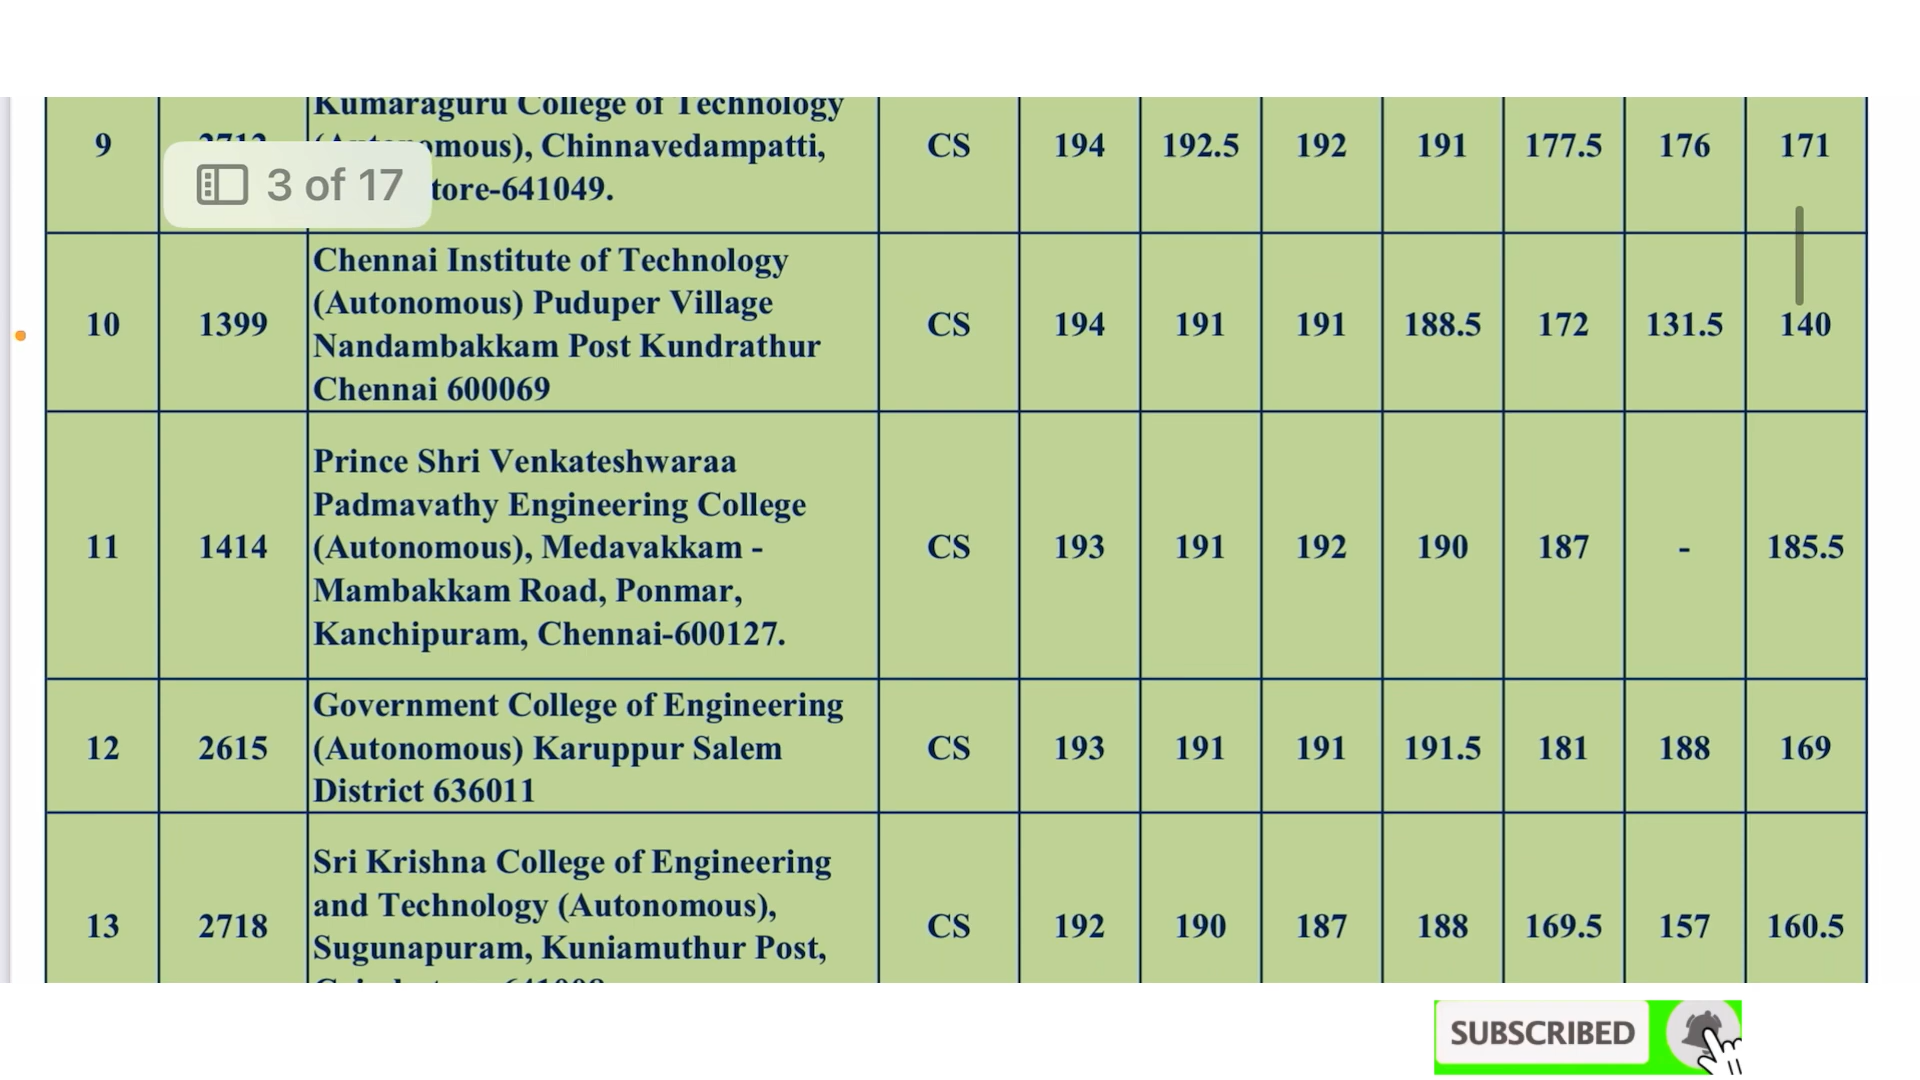 Kumaraguru College of Technology
9 omous), Chinnavedampatti, CS 194 192.5 192 191 177.5 176 171
3 of 17
tore-641049.
Chennai Institute of Technology
(Autonomous) Puduper Village
10 1399 Nandambakkam Post Kundrathur CS 194 191 191 188.5 172 131.5 140
Chennai 600069
Prince Shri Venkateshwaraa
Padmavathy Engineering College
11 1414 (Autonomous), Medavakkam - CS 193 191 192 190 187 - 185.5
Mambakkam Road, Ponmar,
Kanchipuram, Chennai-600127.
Government College of Engineering
12 2615 (Autonomous) Karuppur Salem CS 193 191 191 191.5 181 188 169
District 636011
Sri Krishna College of Engineering
and Technology (Autonomous),
13 2718 Sugunapuram, Kuniamuthur Post, CS 192 190 187 188 169.5 157 160.5
SUBSCRIBED